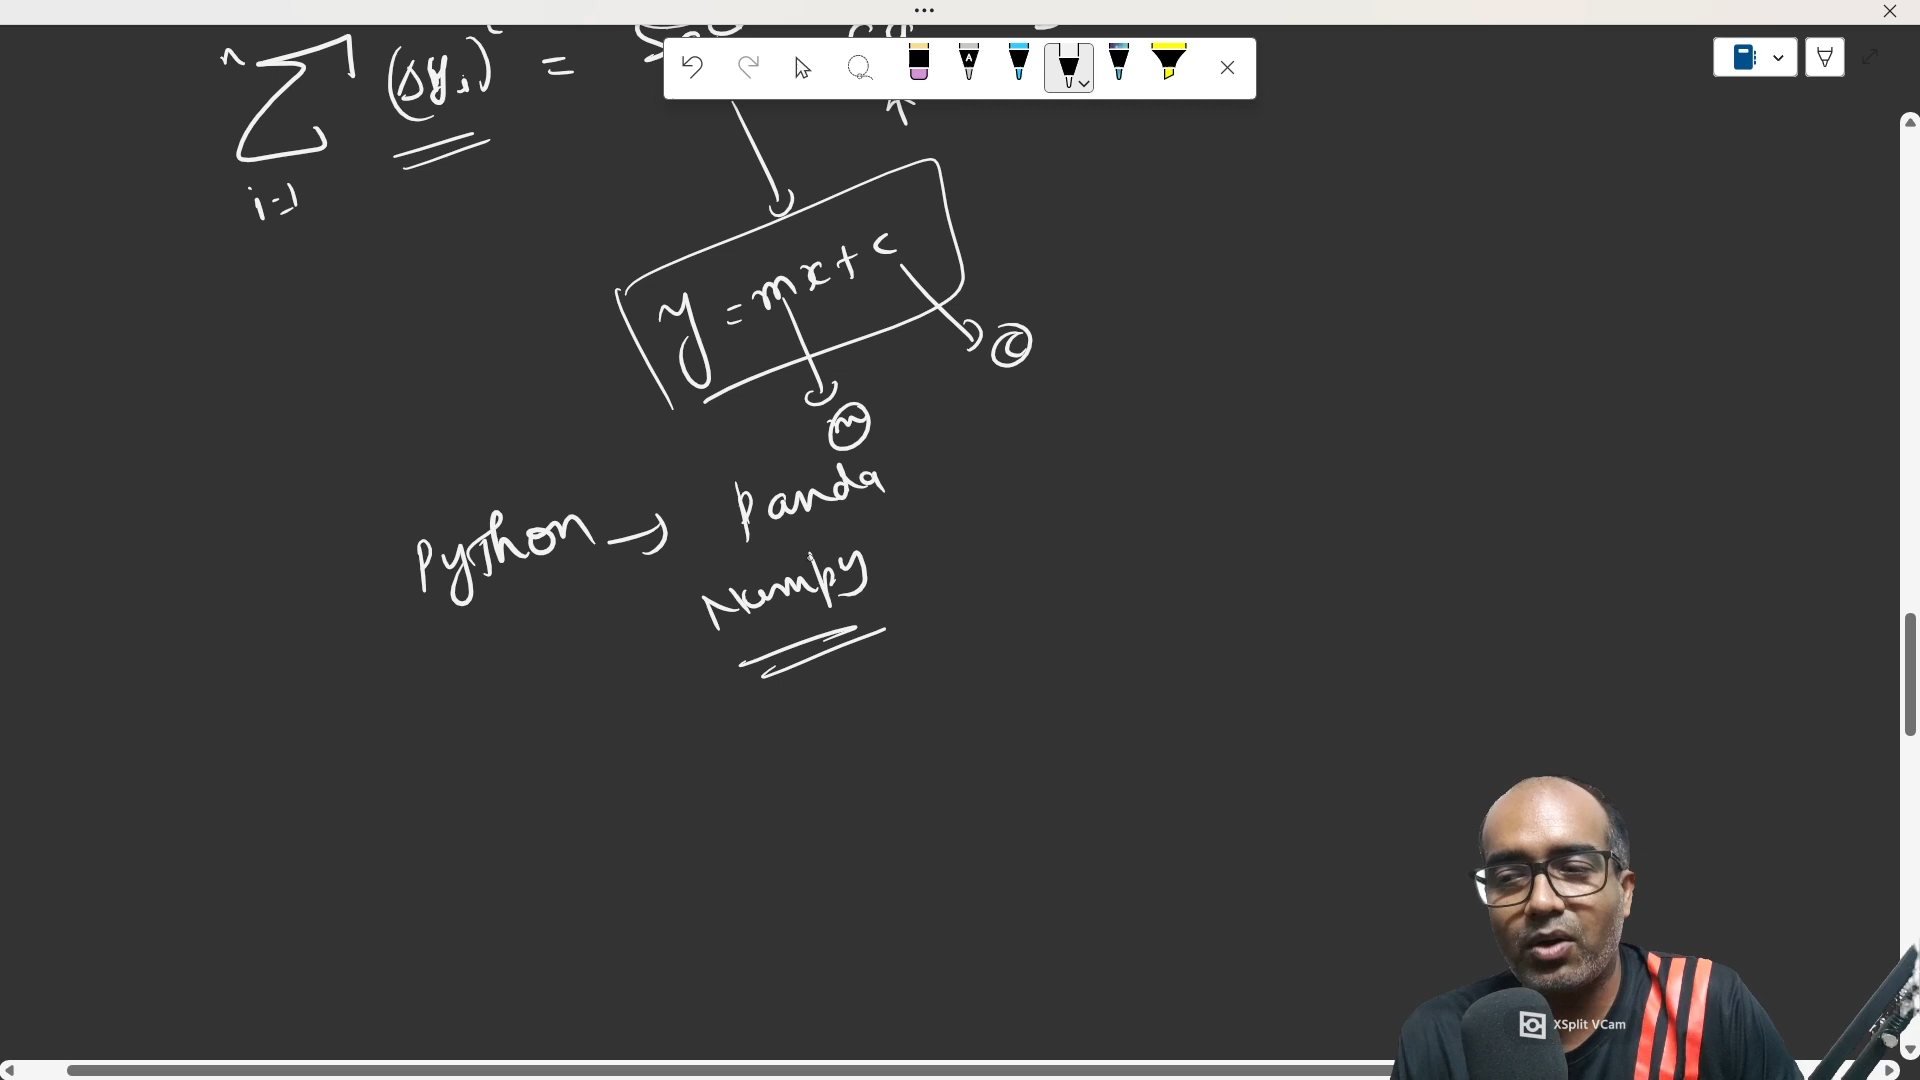 n
Σ (Δyᵢ)² =
i=1
y = mx + c
c
m
Python → Panda
Numpy
XSplit VCam